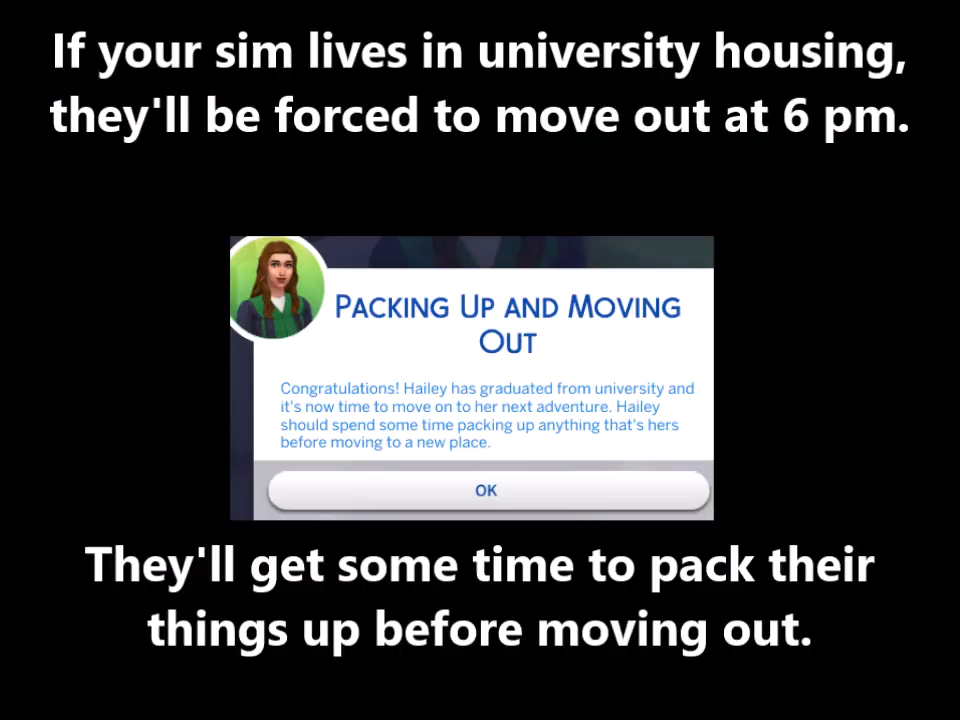 If your sim lives in university housing,
they'll be forced to move out at 6 pm.
PACKING UP AND MOVING
OUT
Congratulations! Hailey has graduated from university and
it's now time to move on to her next adventure. Hailey
should spend some time packing up anything that's hers
before moving to a new place.
OK
They'll get some time to pack their
things up before moving out.